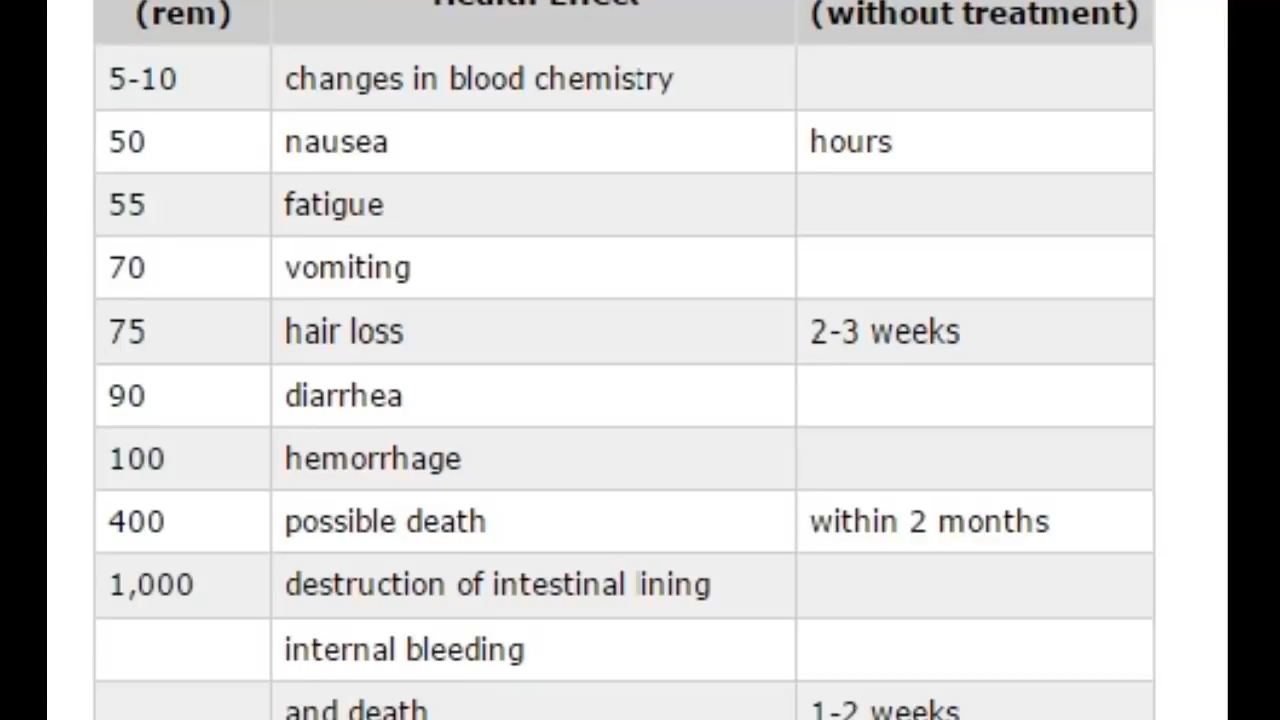 (rem) Health Effect (without treatment)
5-10 changes in blood chemistry
50 nausea hours
55 fatigue
70 vomiting
75 hair loss 2-3 weeks
90 diarrhea
100 hemorrhage
400 possible death within 2 months
1,000 destruction of intestinal lining
internal bleeding
and death 1-2 weeks